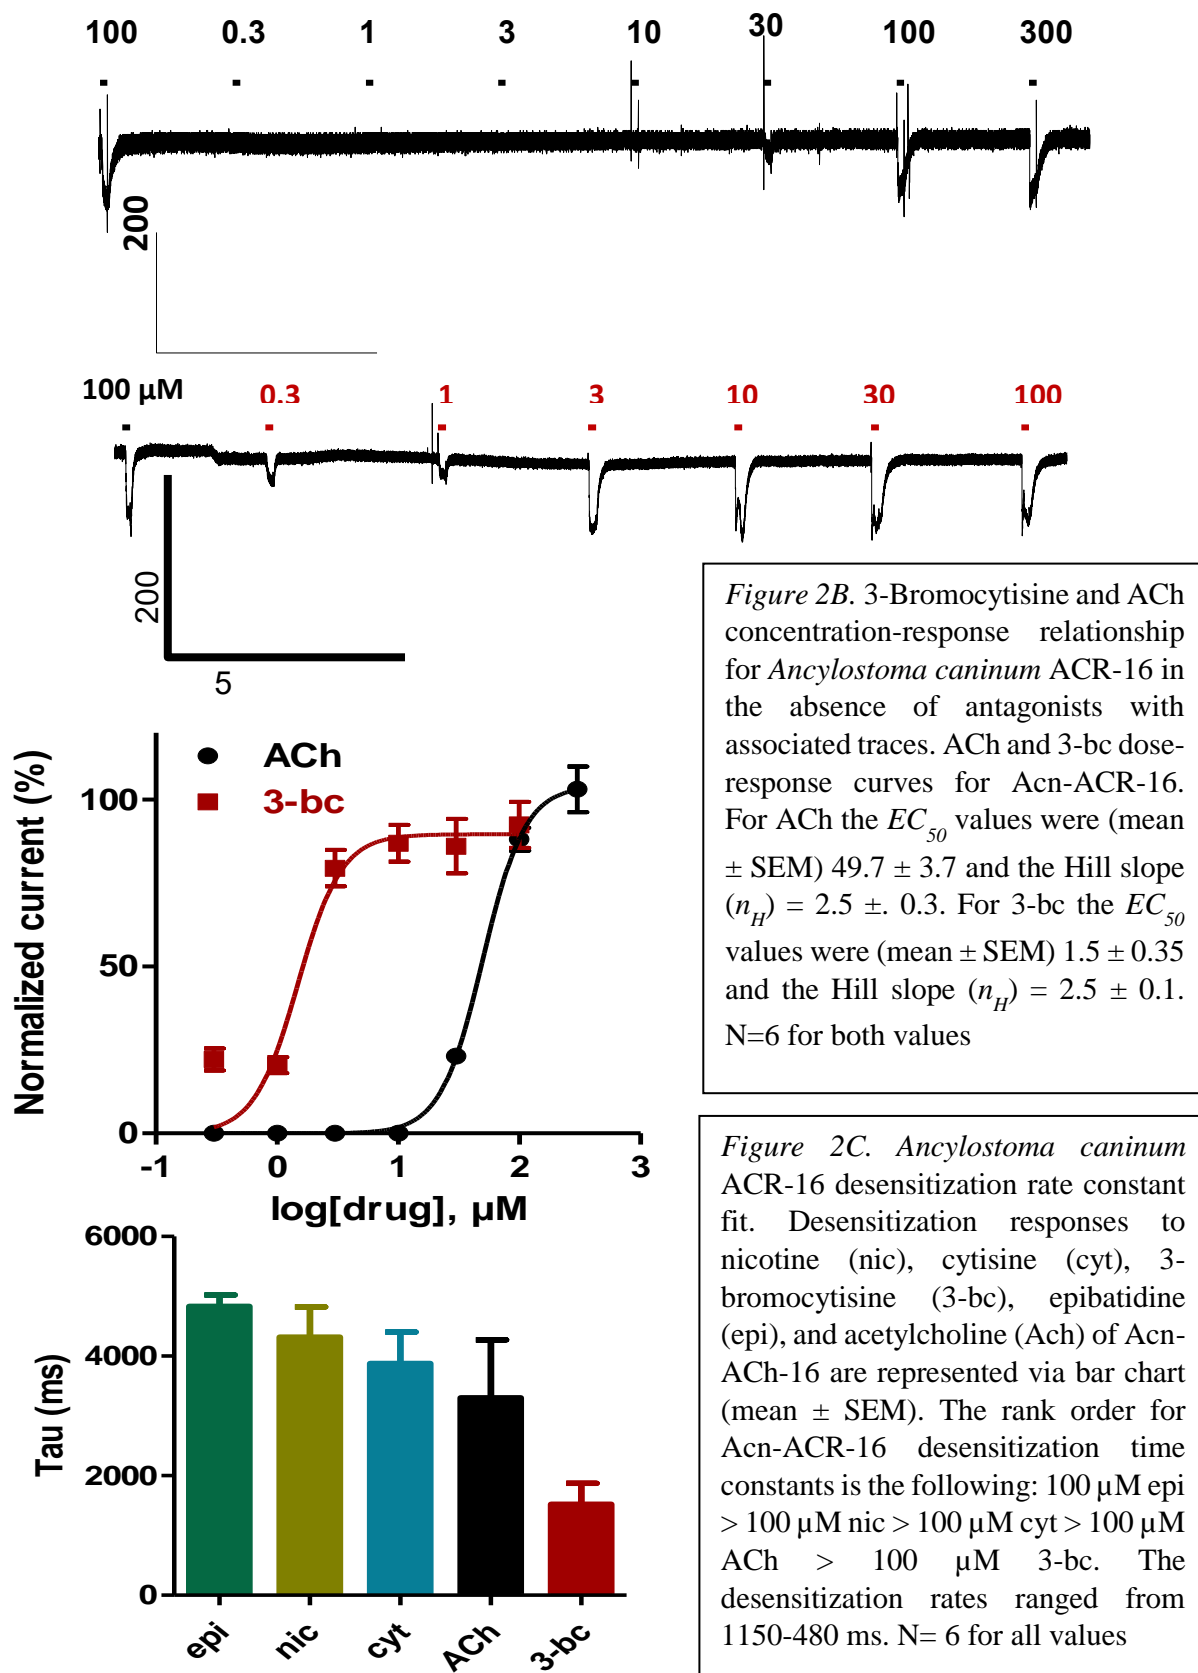 100 0.3 1 3 10 30 100 300
200
100 µM 0.3 1 3 10 30 100
200
5
Figure 2B. 3-Bromocytisine and ACh
concentration-response relationship
for Ancylostoma caninum ACR-16 in
the absence of antagonists with
associated traces. ACh and 3-bc dose-
response curves for Acn-ACR-16.
For ACh the EC50 values were (mean
± SEM) 49.7 ± 3.7 and the Hill slope
(nH) = 2.5 ±. 0.3. For 3-bc the EC50
values were (mean ± SEM) 1.5 ± 0.35
and the Hill slope (nH) = 2.5 ± 0.1.
N=6 for both values
ACh
3-bc
Normalized current (%)
100
50
0
-1 0 1 2 3
log[drug], µM
Figure 2C. Ancylostoma caninum
ACR-16 desensitization rate constant
fit. Desensitization responses to
nicotine (nic), cytisine (cyt), 3-
bromocytisine (3-bc), epibatidine
(epi), and acetylcholine (Ach) of Acn-
ACh-16 are represented via bar chart
(mean ± SEM). The rank order for
Acn-ACR-16 desensitization time
constants is the following: 100 µM epi
> 100 µM nic > 100 µM cyt > 100 µM
ACh > 100 µM 3-bc. The
desensitization rates ranged from
1150-480 ms. N= 6 for all values
Tau (ms)
6000
4000
2000
0
epi nic cyt ACh 3-bc